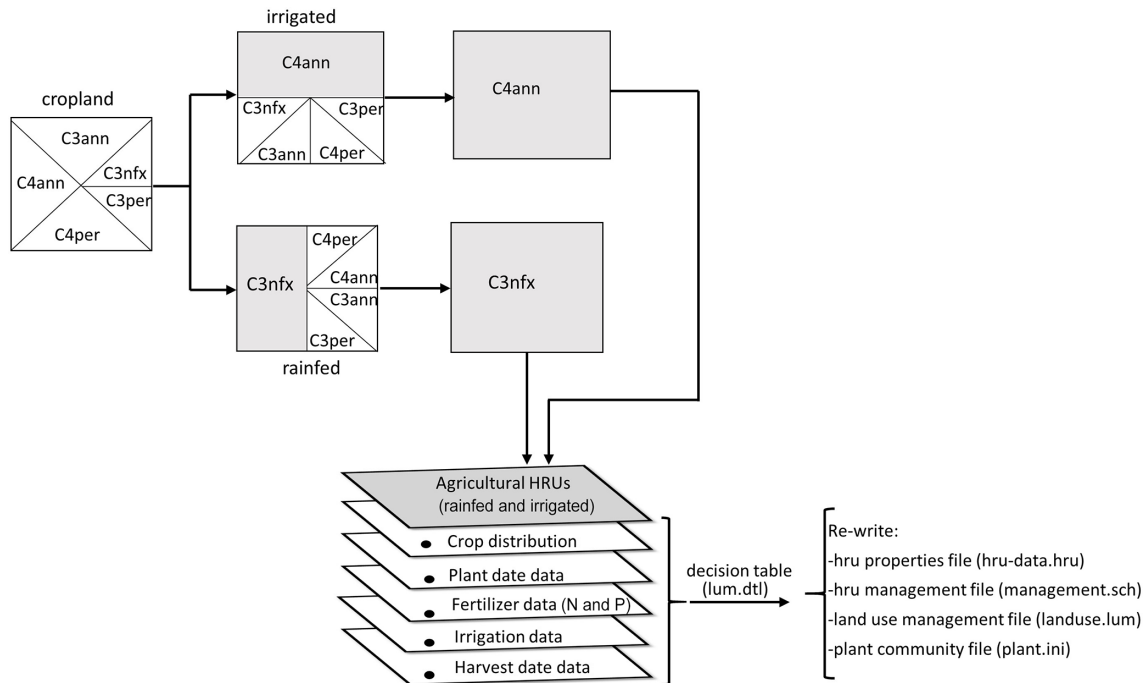 irrigated
C4ann
C3nfx
C3per
C3ann
C4per
C4ann
cropland
C3ann
C4ann
C3nfx
C3per
C4per
C4per
C3nfx
C4ann
C3ann
C3per
rainfed
C3nfx
Agricultural HRUs
(rainfed and irrigated)
Crop distribution
Plant date data
Fertilizer data (N and P)
Irrigation data
Harvest date data
decision table
(lum.dtl)
Re-write:
-hru properties file (hru-data.hru)
-hru management file (management.sch)
-land use management file (landuse.lum)
-plant community file (plant.ini)